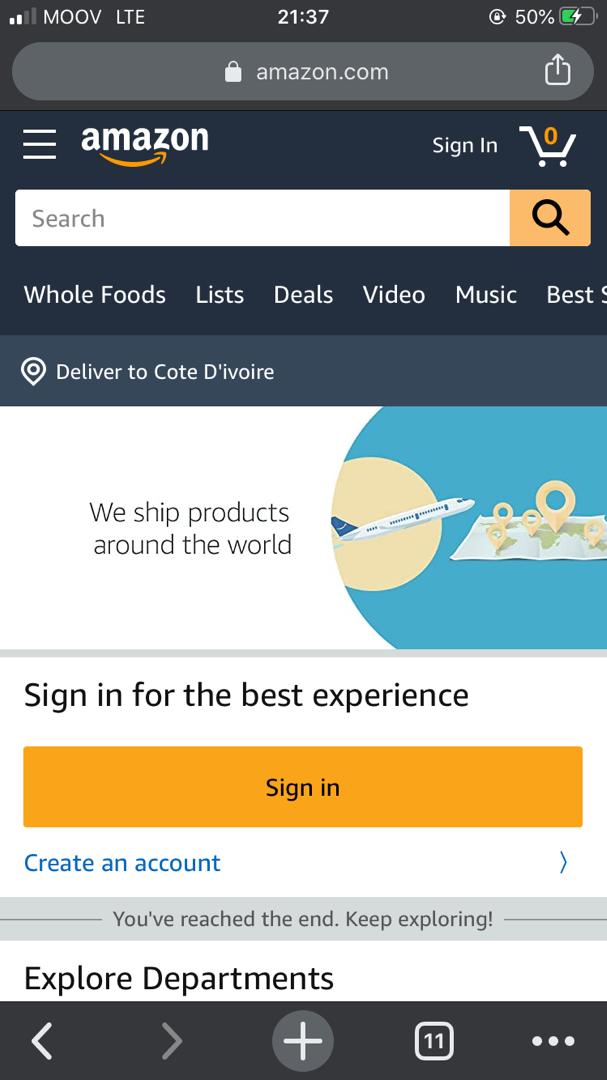 MOOV LTE 21:37 50%
amazon.com
amazon Sign In 0
Search
Whole Foods Lists Deals Video Music Best S
Deliver to Cote D'ivoire
We ship products
around the world
Sign in for the best experience
Sign in
Create an account
You've reached the end. Keep exploring!
Explore Departments
11